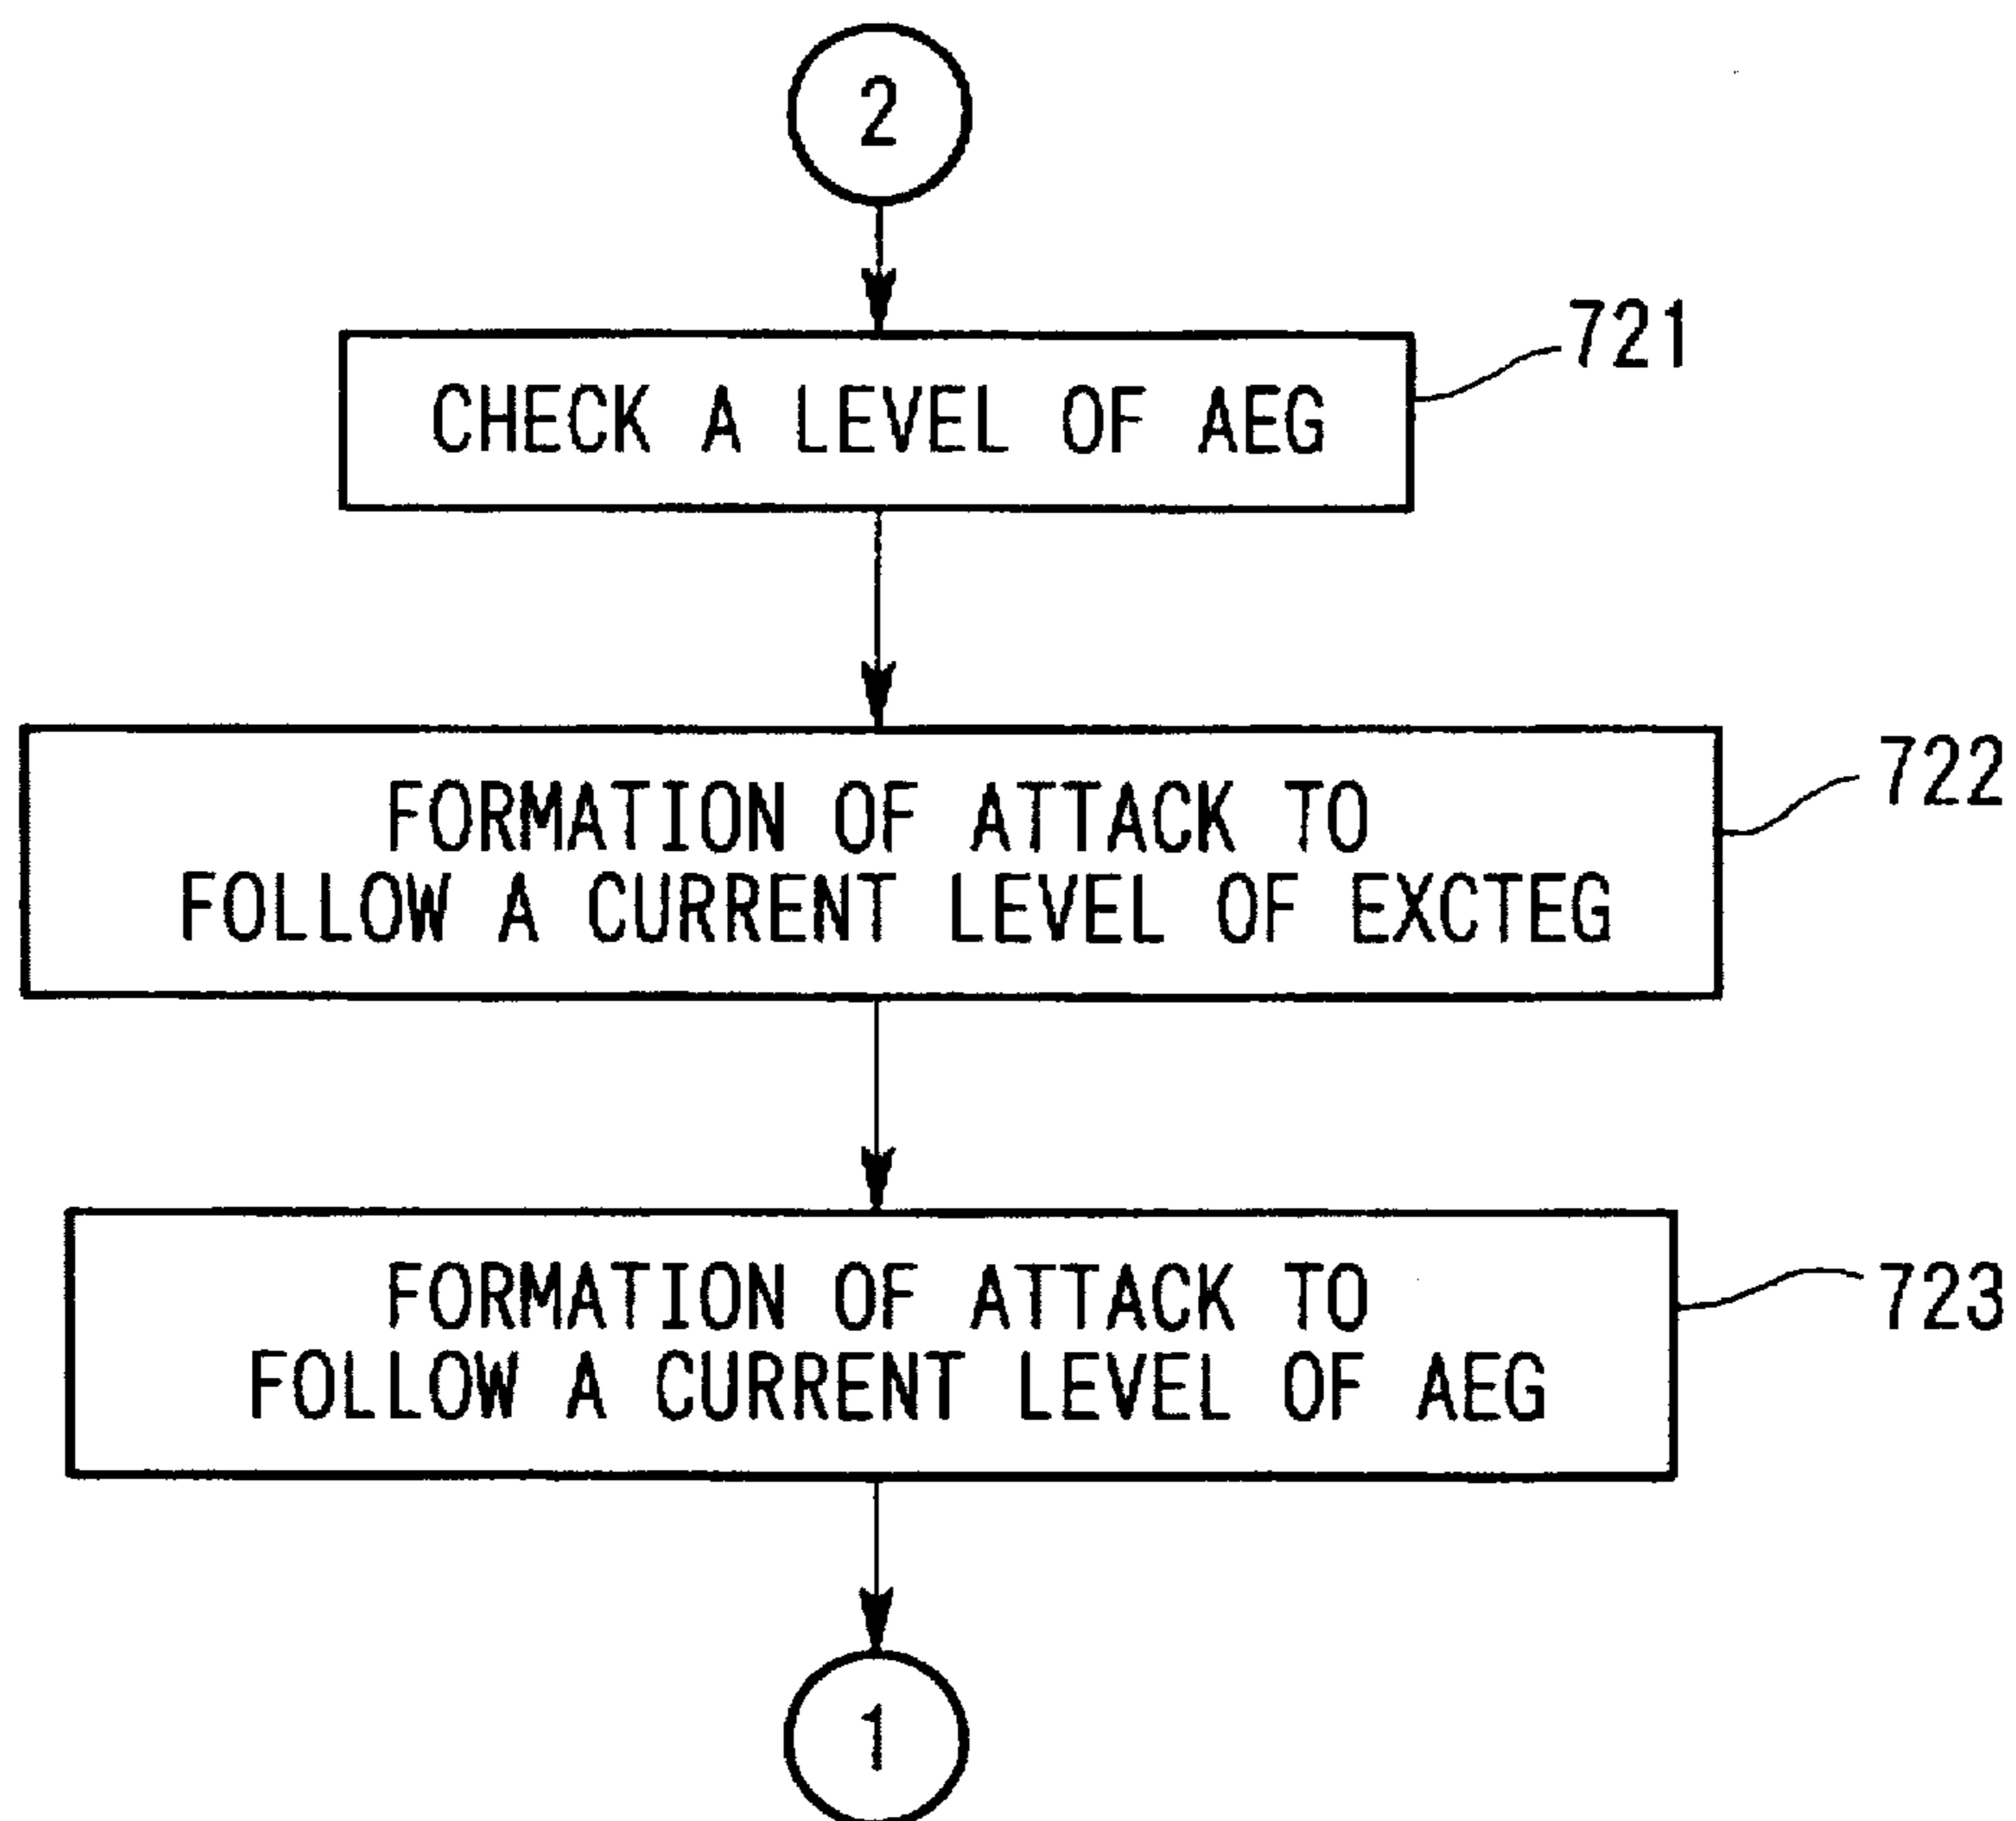 2
721
CHECK A LEVEL OF AEG
722
FORMATION OF ATTACK TO
FOLLOW A CURRENT LEVEL OF EXCTEG
723
FORMATION OF ATTACK TO
FOLLOW A CURRENT LEVEL OF AEG
1